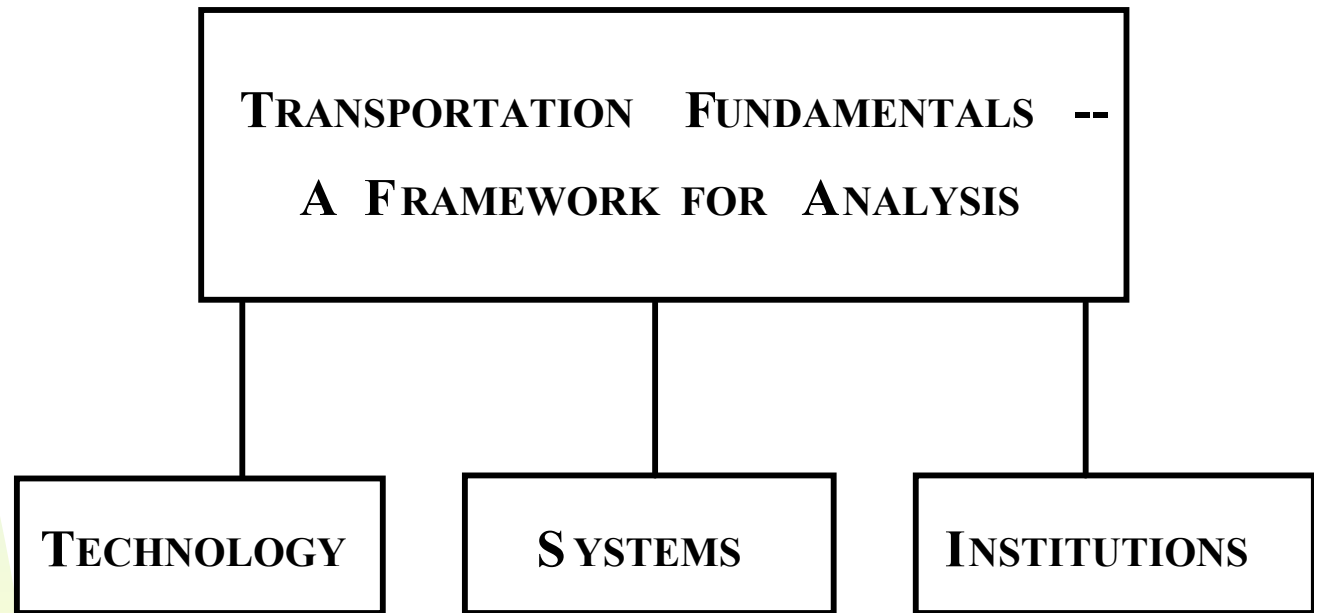 TRANSPORTATION FUNDAMENTALS --
A FRAMEWORK FOR ANALYSIS
TECHNOLOGY
SYSTEMS
INSTITUTIONS